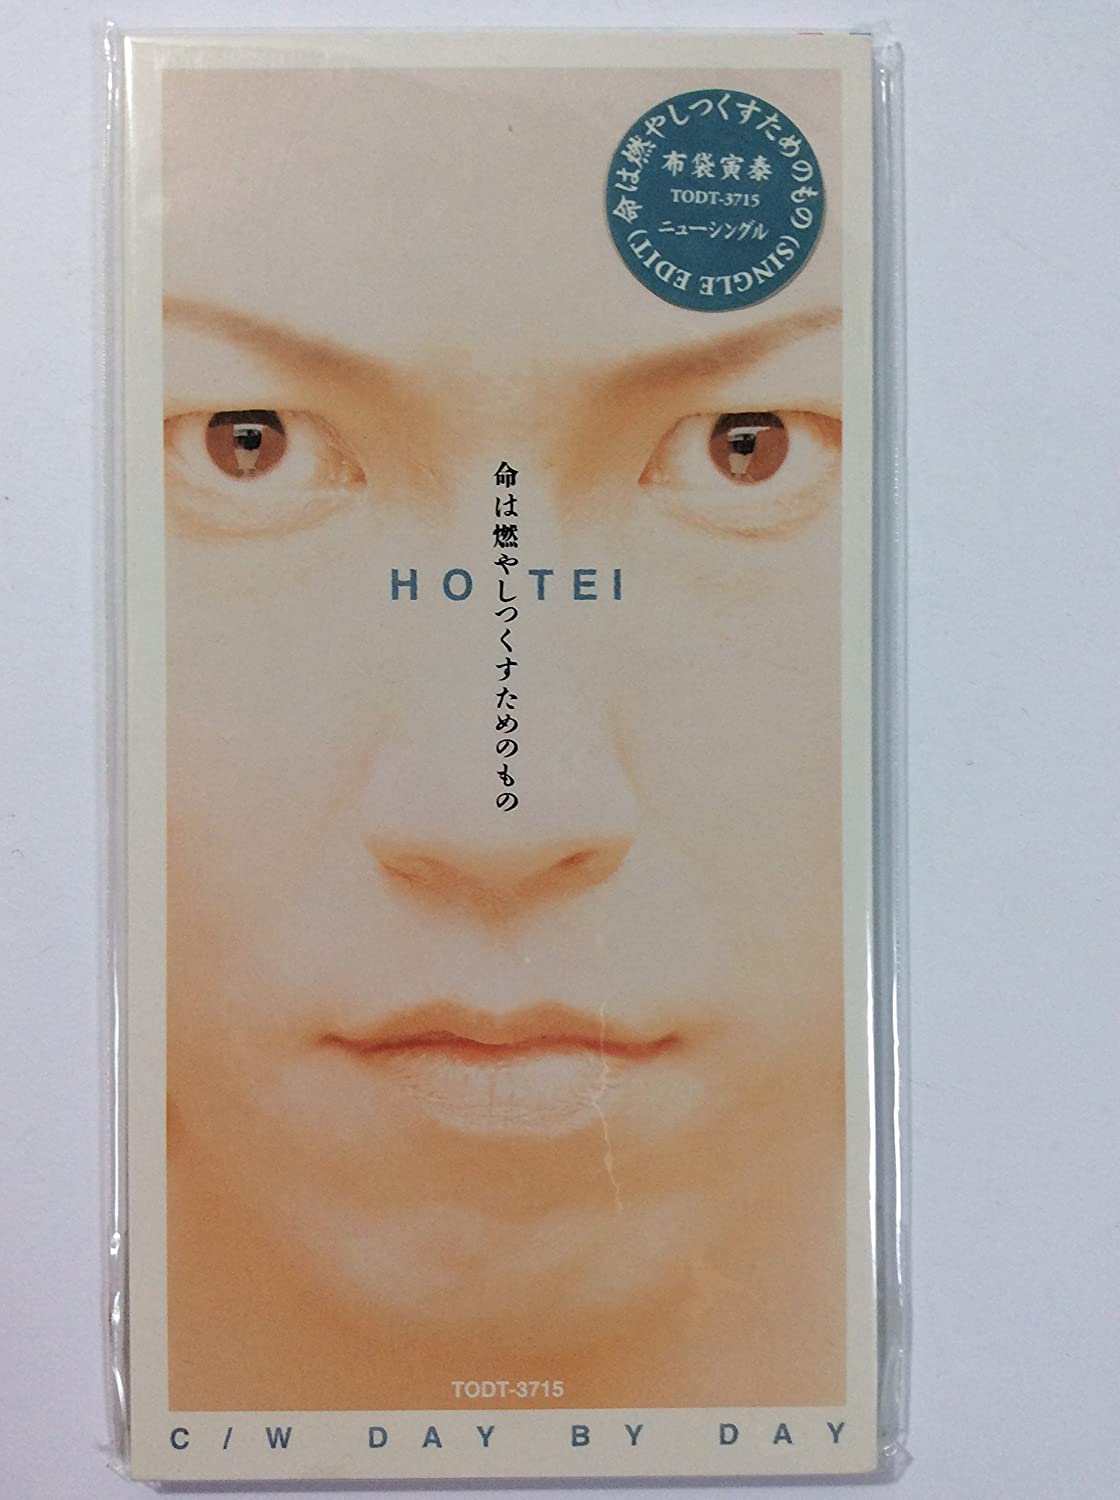 命は燃やしつくすためのもの (SINGLE EDIT)
布袋寅泰
TODT-3715
ニューシングル
命は燃やしつくすためのもの
HOTEI
TODT-3715
C/W DAY BY DAY